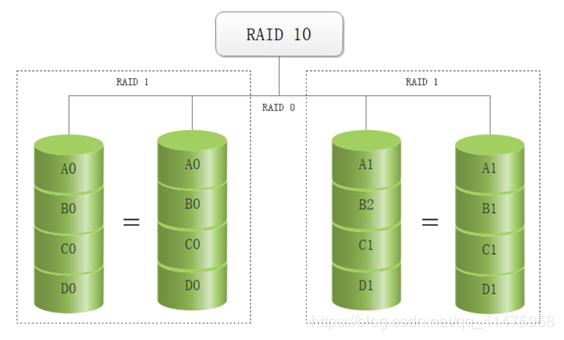 RAID 10
RAID 1
RAID 1
RAID 0
A0
B0
C0
D0
=
A0
B0
C0
D0
A1
B2
C1
D1
=
A1
B1
C1
D1
https://blog.csdn.net/qq_41475958